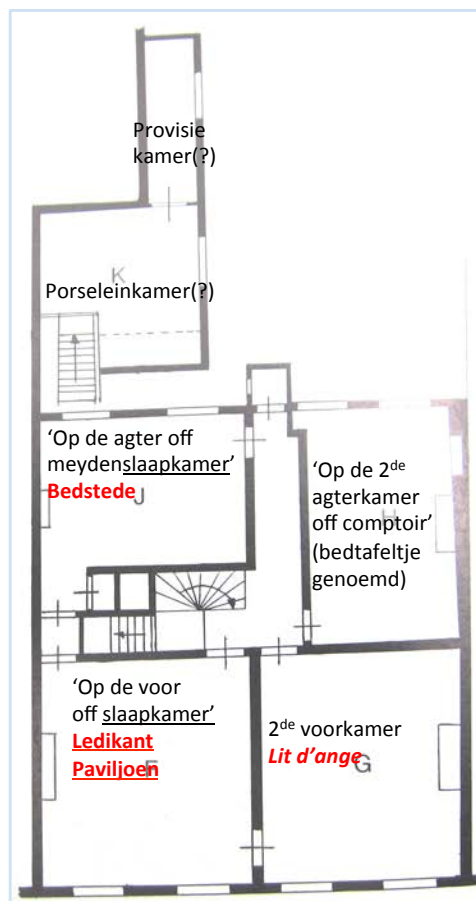 Provisie
kamer(?)
K
Porseleinkamer(?)
‘Op de agter off
meydenslaapkamer’
Bedstede
J
‘Op de 2de
agterkamer
off comptoir’
(bedtafeltje
genoemd)
H
‘Op de voor
off slaapkamer’
Ledikant
Paviljoen
F
2de voorkamer
Lit d’ange
G